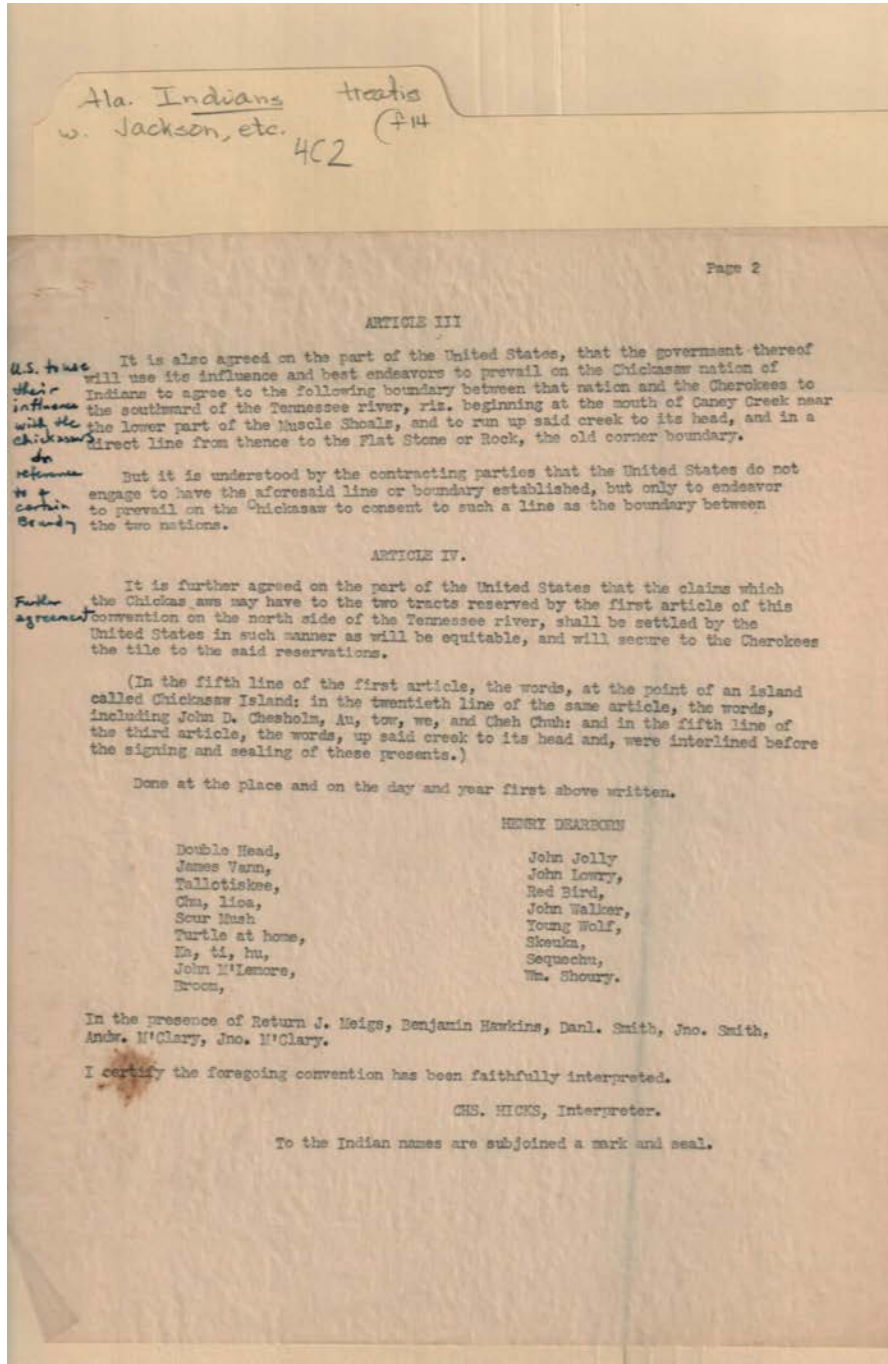 Ala. Indians treatis
w. Jackson, etc. (f14
4C2
Page 2
ARTICLE III
U.S. to use
their
influence
with the
chickasaws
in
reference
to a
certain
Boundry
It is also agreed on the part of the United States, that the government thereof
will use its influence and best endeavors to prevail on the Chickasaw nation of
Indians to agree to the following boundary between that nation and the Cherokees to
the southward of the Tennessee river, riz. beginning at the mouth of Caney Creek near
the lower part of the Muscle Shoals, and to run up said creek to its head, and in a
direct line from thence to the Flat Stone or Rock, the old corner boundary.
But it is understood by the contracting parties that the United States do not
engage to have the aforesaid line or boundary established, but only to endeavor
to prevail on the Chickasaw to consent to such a line as the boundary between
the two nations.
ARTICLE IV.
Further
agreement
It is further agreed on the part of the United States that the claims which
the Chickas aws may have to the two tracts reserved by the first article of this
convention on the north side of the Tennessee river, shall be settled by the
United States in such manner as will be equitable, and will secure to the Cherokees
the tile to the said reservations.
(In the fifth line of the first article, the words, at the point of an island
called Chickasaw Island; in the twentieth line of the same article, the words,
including John D. Chesholm, Au, tow, we, and Cheh Chuh: and in the fifth line of
the third article, the words, up said creek to its head and, were interlined before
the signing and sealing of these presents.)
Done at the place and on the day and year first above written.
HENRY DEARBORN
Double Head,
James Vann,
Tallotiskee,
Chu, lioa,
Sour Mush
Turtle at home,
Ka, ti, hu,
John M'Lemore,
Broom,
John Jolly
John Lowry,
Red Bird,
John Walker,
Young Wolf,
Skeuka,
Sequechu,
Wm. Shoury.
In the presence of Return J. Meigs, Benjamin Hawkins, Danl. Smith, Jno. Smith,
Andw. M'Clary, Jno. M'Clary.
I certify the foregoing convention has been faithfully interpreted.
CHS. HICKS, Interpreter.
To the Indian names are subjoined a mark and seal.